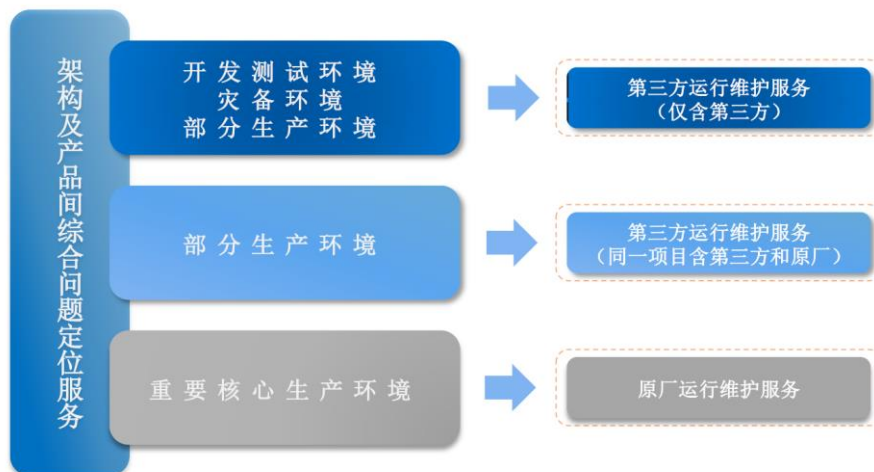 架构及产品间综合问题定位服务
开发测试环境
灾备环境
部分生产环境
第三方运行维护服务
（仅含第三方）
部分生产环境
第三方运行维护服务
（同一项目含第三方和原厂）
重要核心生产环境
原厂运行维护服务